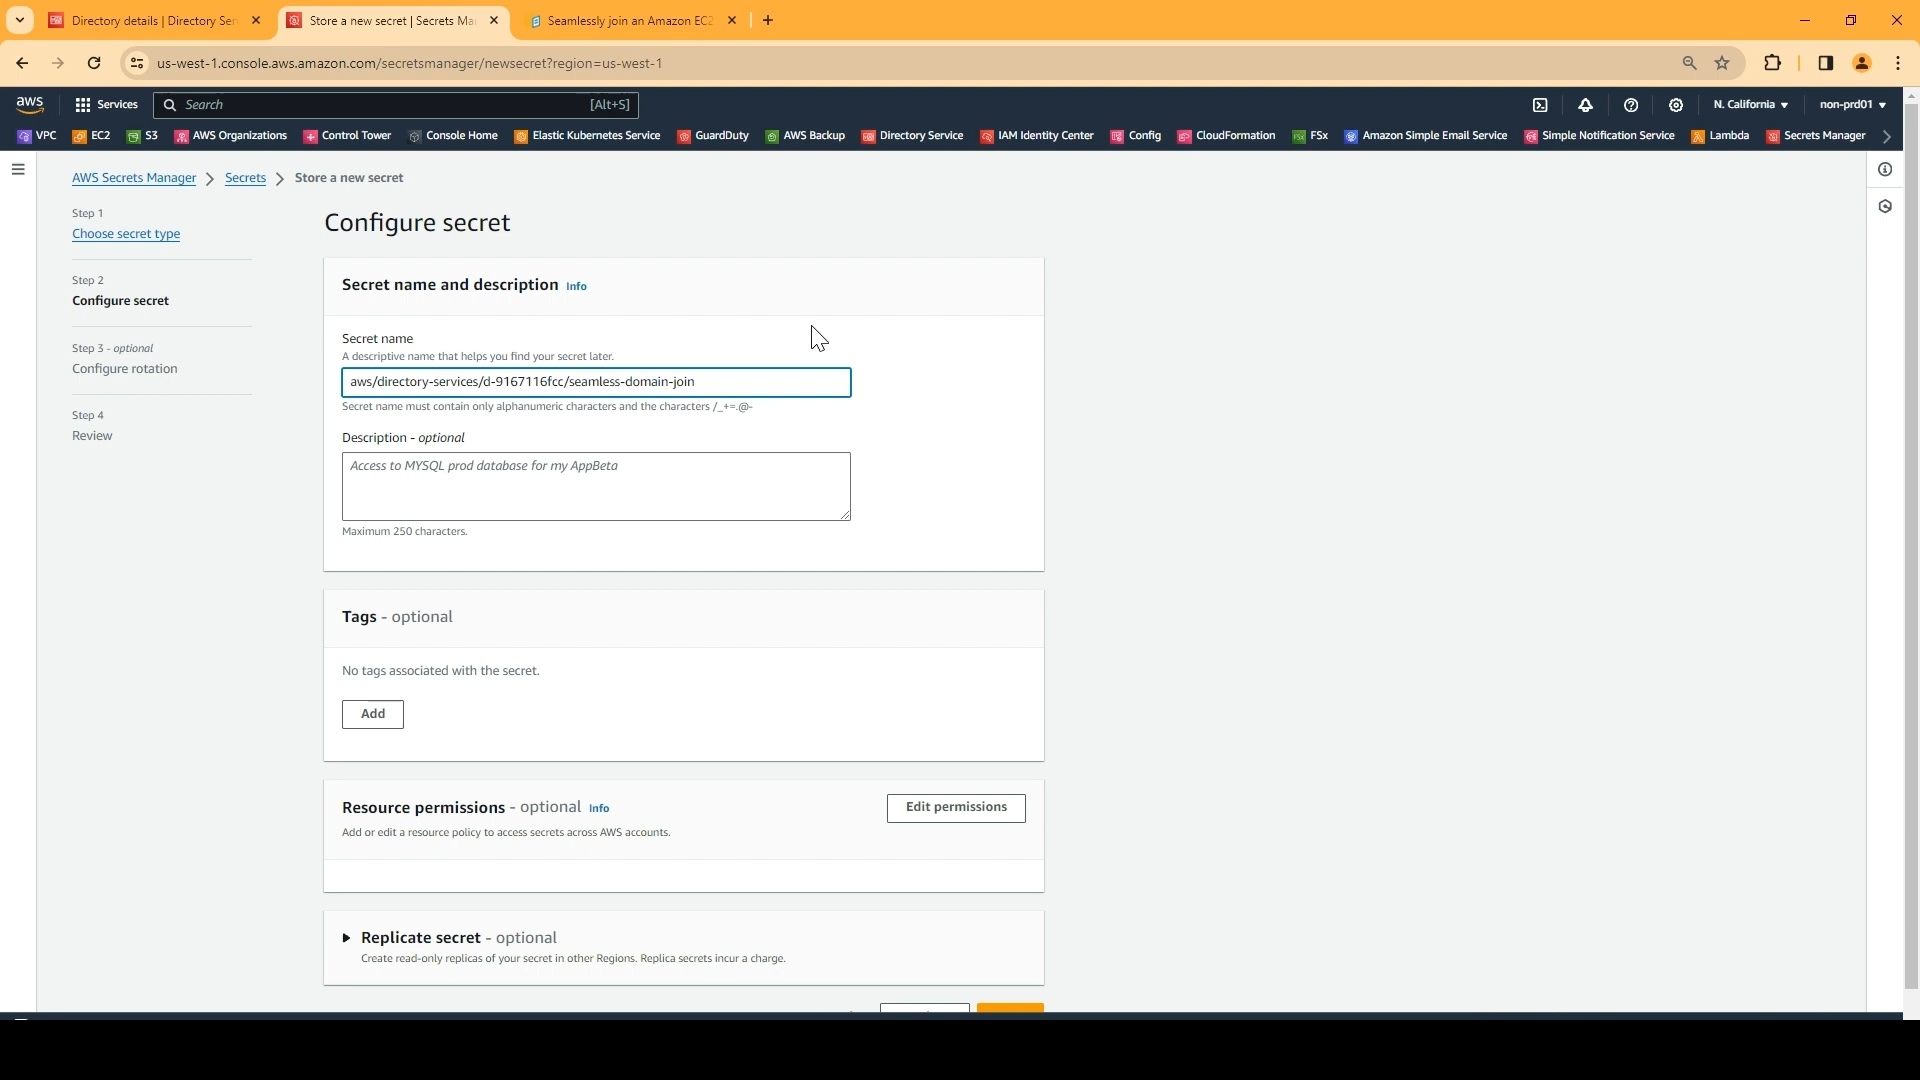 Directory details | Directory Ser
Store a new secret | Secrets Ma
Seamlessly join an Amazon EC2
us-west-1.console.aws.amazon.com/secretsmanager/newsecret?region=us-west-1
aws
Services
Search
[Alt+S]
N. California
non-prd01
VPC
EC2
S3
AWS Organizations
Control Tower
Console Home
Elastic Kubernetes Service
GuardDuty
AWS Backup
Directory Service
IAM Identity Center
Config
CloudFormation
FSx
Amazon Simple Email Service
Simple Notification Service
Lambda
Secrets Manager
AWS Secrets Manager
Secrets
Store a new secret
Step 1
Choose secret type
Step 2
Configure secret
Step 3 - optional
Configure rotation
Step 4
Review
Configure secret
Secret name and description Info
Secret name
A descriptive name that helps you find your secret later.
aws/directory-services/d-9167116fcc/seamless-domain-join
Secret name must contain only alphanumeric characters and the characters /_+=.@-
Description - optional
Access to MYSQL prod database for my AppBeta
Maximum 250 characters.
Tags - optional
No tags associated with the secret.
Add
Resource permissions - optional Info
Add or edit a resource policy to access secrets across AWS accounts.
Edit permissions
Replicate secret - optional
Create read-only replicas of your secret in other Regions. Replica secrets incur a charge.